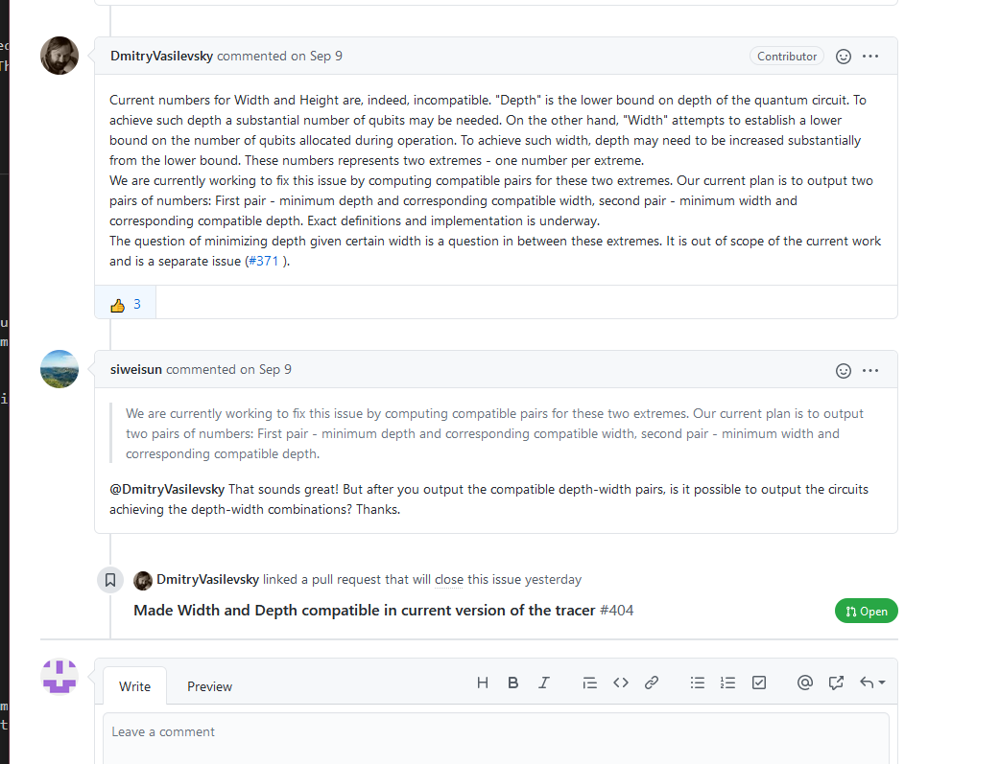 DmitryVasilevsky commented on Sep 9
Contributor
Current numbers for Width and Height are, indeed, incompatible. "Depth" is the lower bound on depth of the quantum circuit. To
achieve such depth a substantial number of qubits may be needed. On the other hand, "Width" attempts to establish a lower
bound on the number of qubits allocated during operation. To achieve such width, depth may need to be increased substantially
from the lower bound. These numbers represents two extremes - one number per extreme.
We are currently working to fix this issue by computing compatible pairs for these two extremes. Our current plan is to output two
pairs of numbers: First pair - minimum depth and corresponding compatible width, second pair - minimum width and
corresponding compatible depth. Exact definitions and implementation is underway.
The question of minimizing depth given certain width is a question in between these extremes. It is out of scope of the current work
and is a separate issue (#371 ).
3
siweisun commented on Sep 9
We are currently working to fix this issue by computing compatible pairs for these two extremes. Our current plan is to output
two pairs of numbers: First pair - minimum depth and corresponding compatible width, second pair - minimum width and
corresponding compatible depth.
@DmitryVasilevsky That sounds great! But after you output the compatible depth-width pairs, is it possible to output the circuits
achieving the depth-width combinations? Thanks.
DmitryVasilevsky linked a pull request that will close this issue yesterday
Made Width and Depth compatible in current version of the tracer #404
Open
Write
Preview
Leave a comment